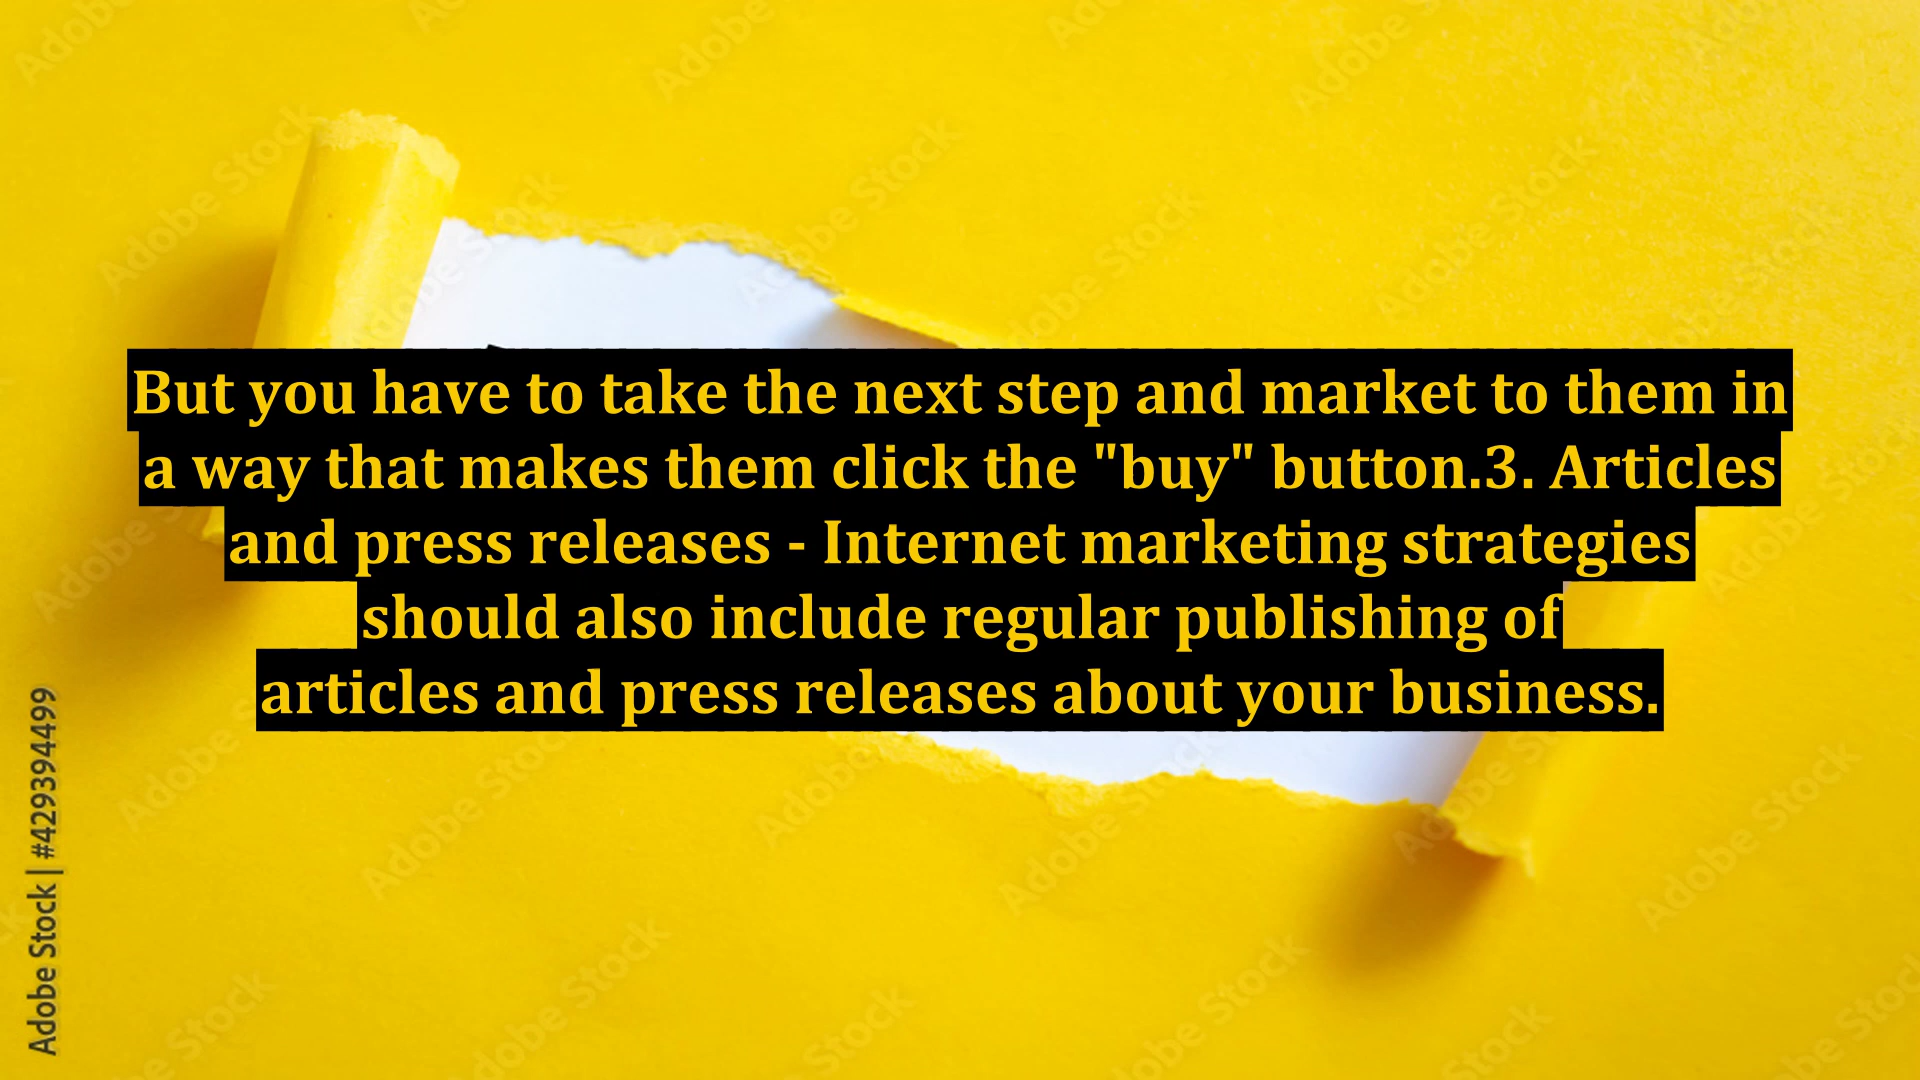 But you have to take the next step and market to them in
a way that makes them click the "buy" button.3. Articles
and press releases - Internet marketing strategies
should also include regular publishing of
articles and press releases about your business.
Adobe Stock | #429394499
Adobe Stock